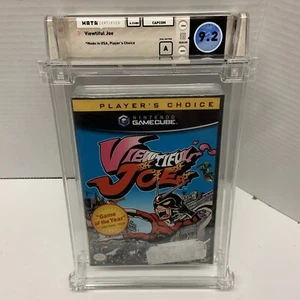 WATA CERTIFIED
CAPCOM
Viewtiful Joe
*Made in USA, Player's Choice
A
9.2
PLAYER'S CHOICE
NINTENDO
GAMECUBE
VIEWTIFUL
JOE
"Game
of the Year"